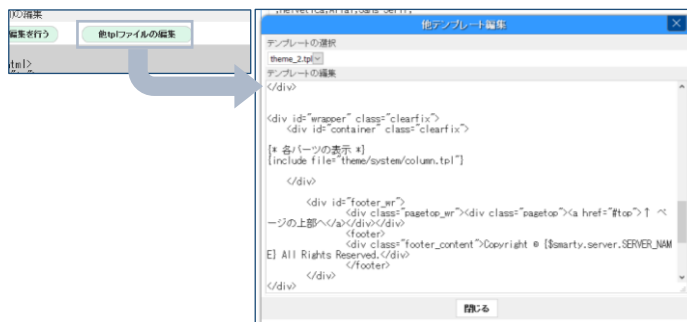 の編集
編集を行う
他tplファイルの編集
tml>
他テンプレート編集
テンプレートの選択
theme_2.tpl
テンプレートの編集
</div>
<div id="wrapper" class="clearfix">
<div id="container" class="clearfix">
{* 各パーツの表示 *}
{include file="theme/system/column.tpl"}
</div>
<div id="footer_wr">
<div class="pagetop_wr"><div class="pagetop"><a href="#top">↑ ペ
ージの上部へ</a></div></div>
<footer>
<div class="footer_content">Copyright © {$smarty.server.SERVER_NAM
E} All Rights Reserved.</div>
</footer>
</div>
</div>
閉じる